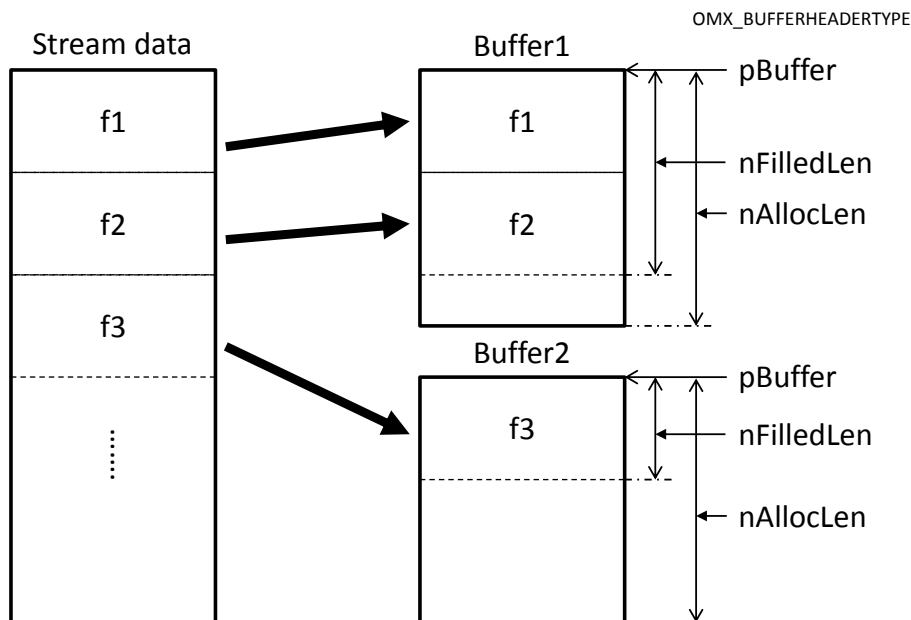 OMX_BUFFERHEADERTYPE
Stream data
Buffer1
pBuffer
f1
f1
nFilledLen
nAllocLen
f2
f2
f3
Buffer2
pBuffer
f3
nFilledLen
nAllocLen